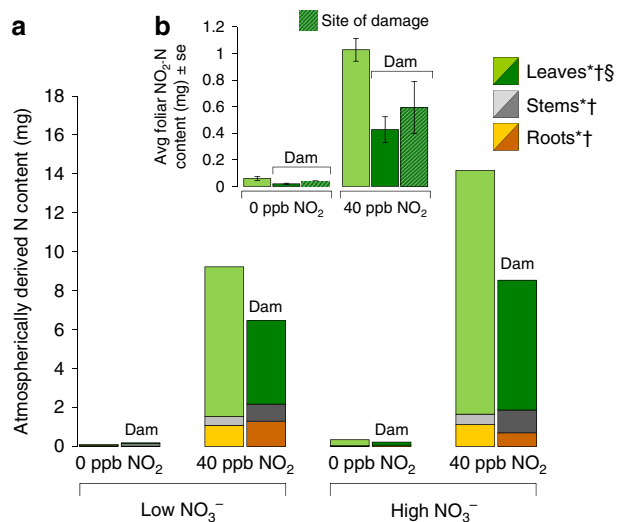 a
b
Site of damage
Avg foliar NO₂-N
content (mg) ± se
1.2
1
0.8
0.6
0.4
0.2
0
Dam
Dam
0 ppb NO₂
40 ppb NO₂
Leaves*†§
Stems*†
Roots*†
Atmospherically derived N content (mg)
18
16
14
12
10
8
6
4
2
0
Dam
Dam
Dam
Dam
0 ppb NO₂
40 ppb NO₂
0 ppb NO₂
40 ppb NO₂
Low NO₃⁻
High NO₃⁻